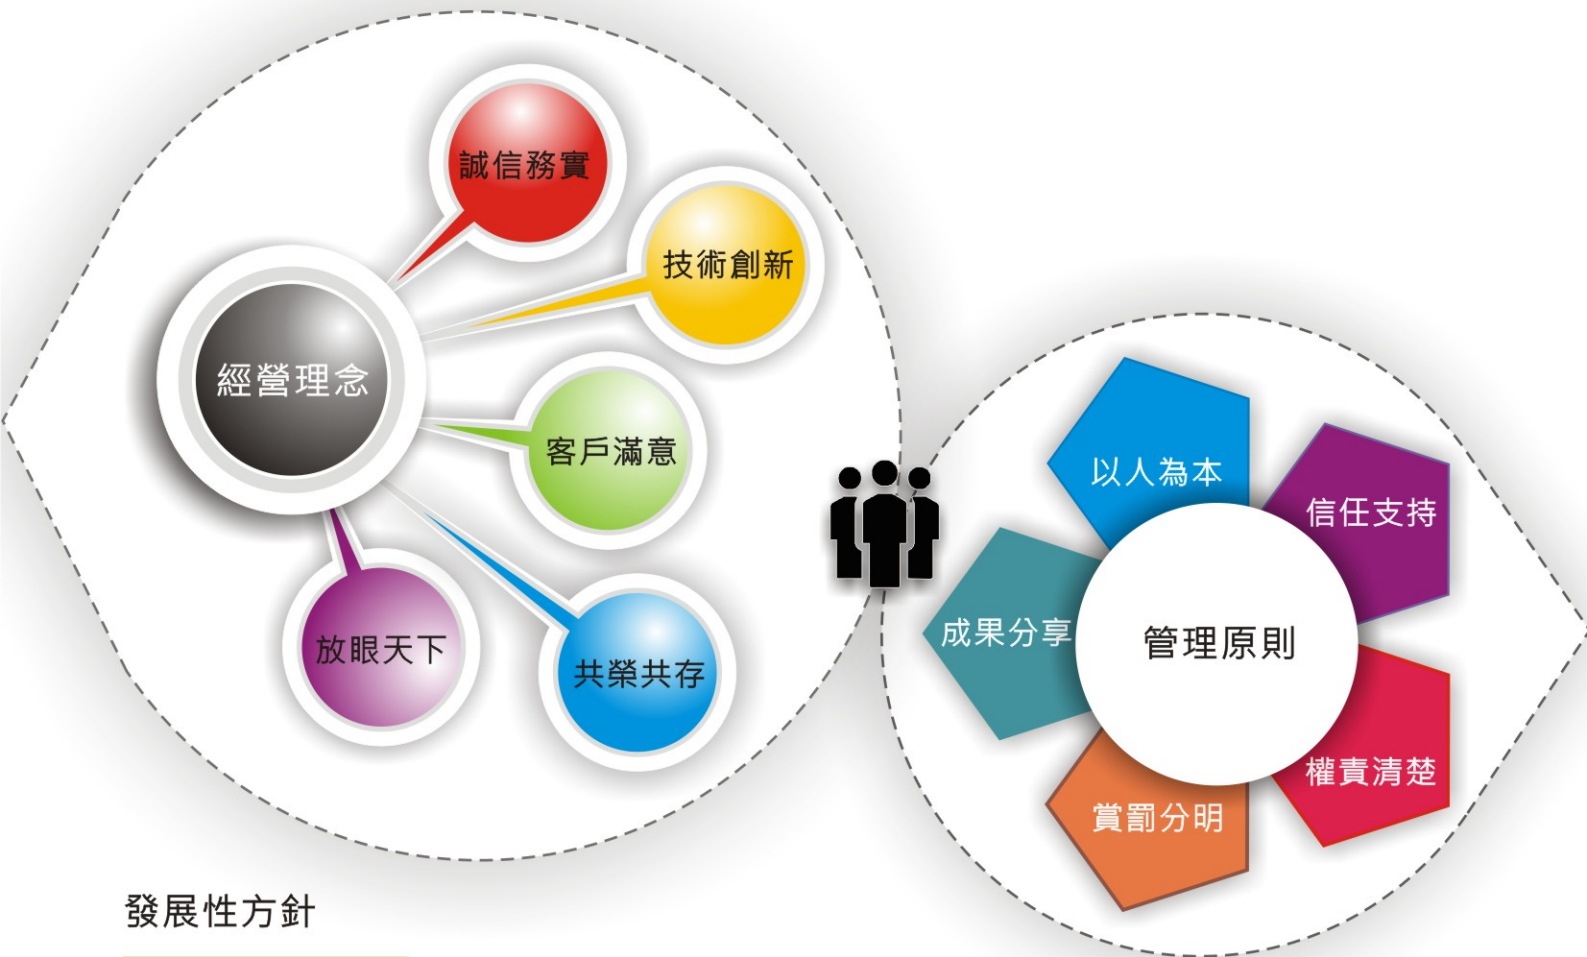 誠信務實
技術創新
經營理念
客戶滿意
放眼天下
共榮共存
以人為本
信任支持
成果分享
管理原則
權責清楚
賞罰分明
發展性方針